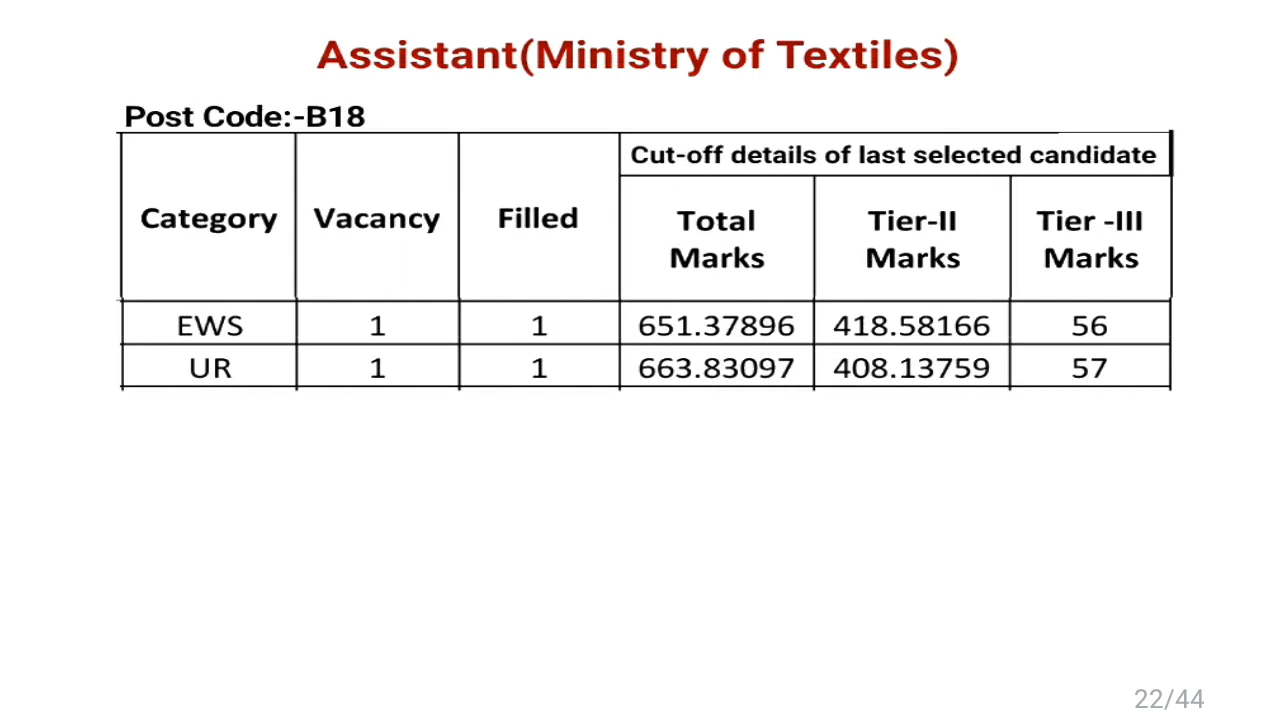 Assistant(Ministry of Textiles)
Post Code:-B18
Cut-off details of last selected candidate
Category Vacancy Filled Total Marks Tier-II Marks Tier -III Marks
EWS 1 1 651.37896 418.58166 56
UR 1 1 663.83097 408.13759 57
22/44